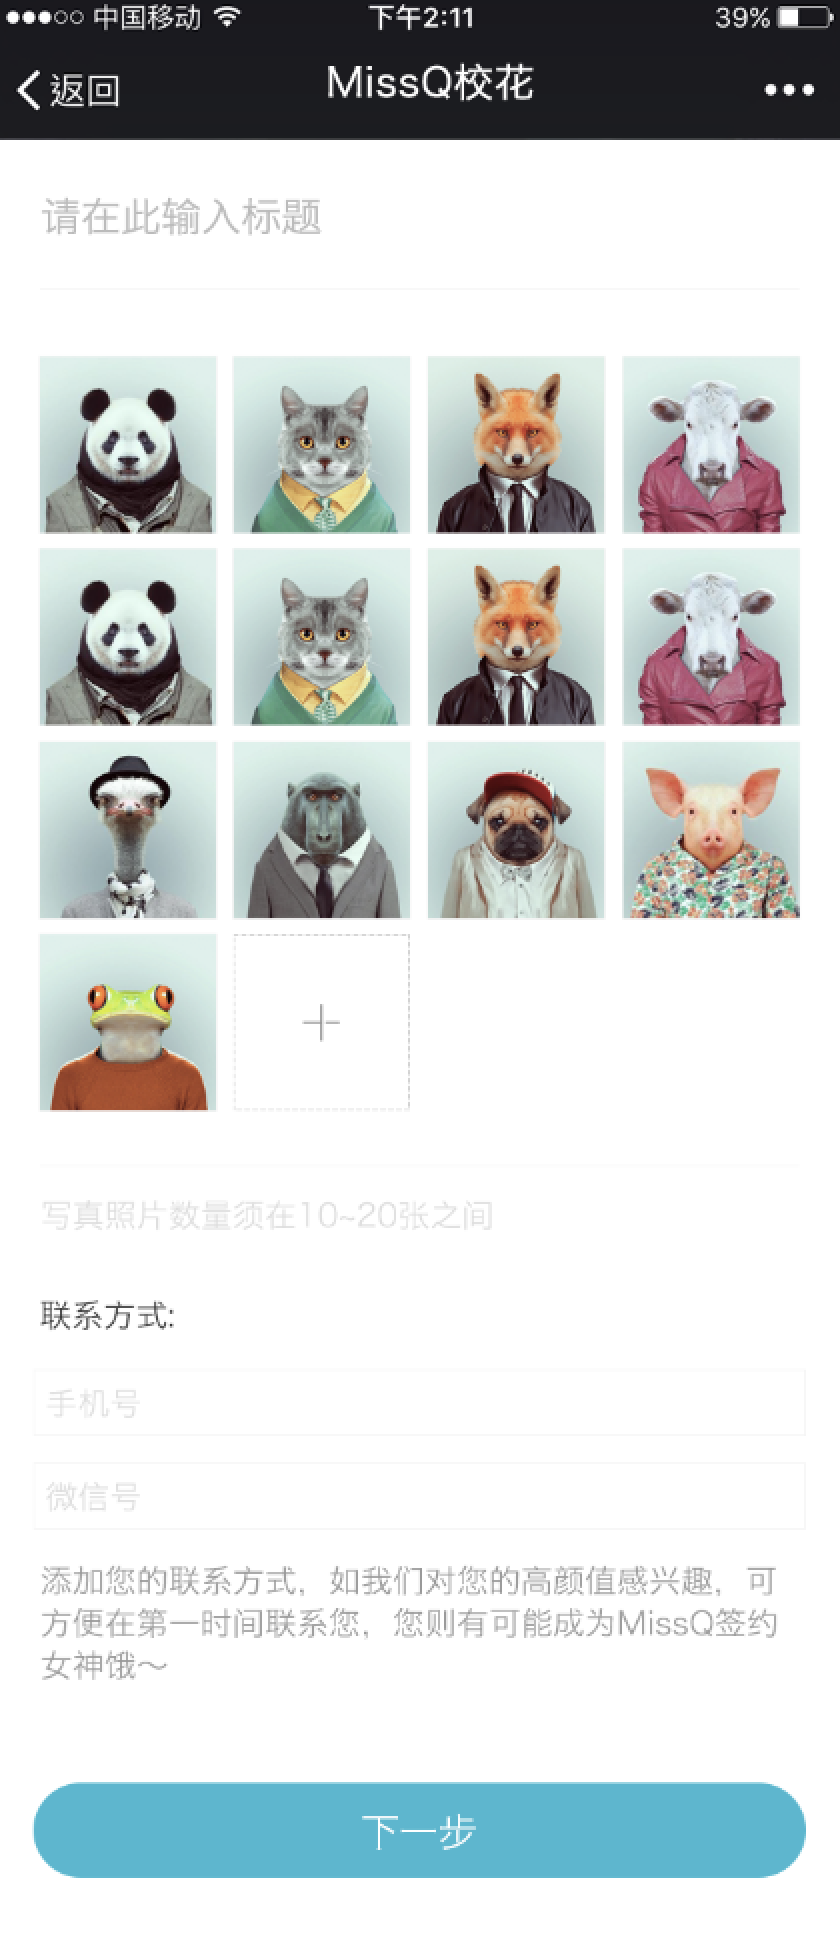 中国移动 下午2:11 39%
返回 MissQ校花
请在此输入标题
写真照片数量须在10~20张之间
联系方式:
手机号
微信号
添加您的联系方式，如我们对您的高颜值感兴趣，可
方便在第一时间联系您，您则有可能成为MissQ签约
女神饿～
下一步